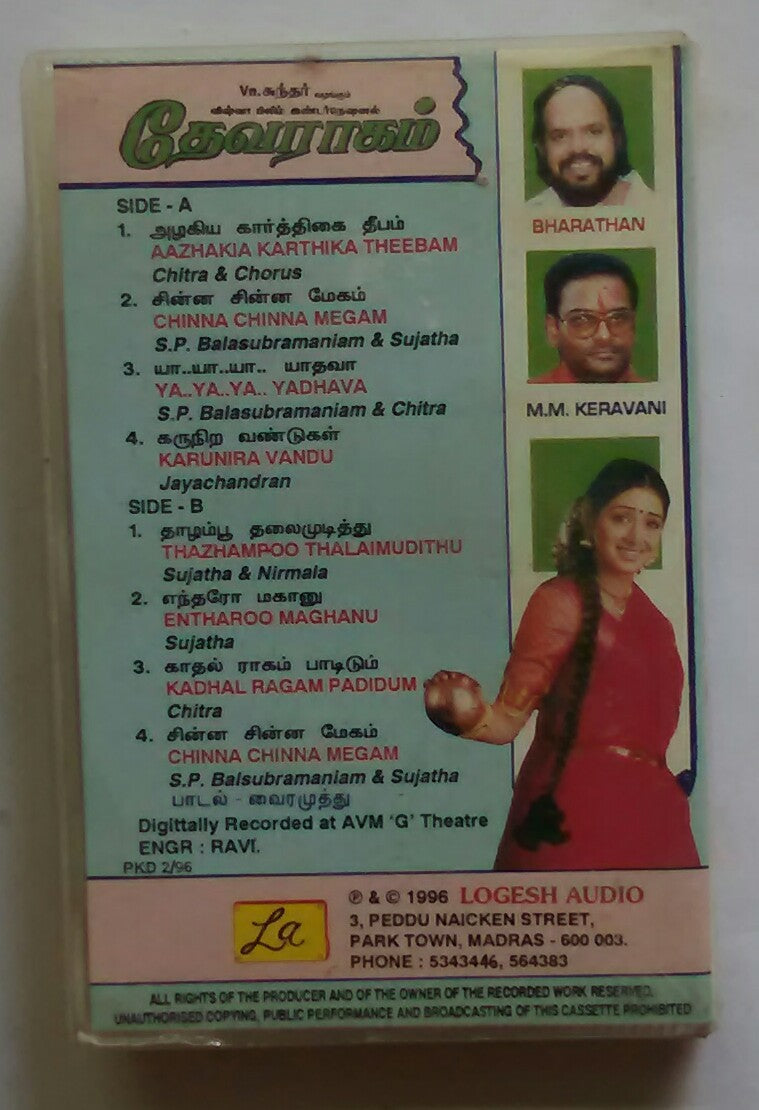 Vn. சுந்தர் வழங்கும்
விஷ்வா பிலிம் இண்டர்நேஷனல்
தேவராகம்
SIDE - A
1. அழகிய கார்த்திகை தீபம்
AAZHAKIA KARTHIKA THEEBAM
Chitra & Chorus
2. சின்ன சின்ன மேகம்
CHINNA CHINNA MEGAM
S.P. Balasubramaniam & Sujatha
3. யா..யா..யா.. யாதவா
YA..YA..YA.. YADHAVA
S.P. Balasubramaniam & Chitra
4. கருநிற வண்டுகள்
KARUNIRA VANDU
Jayachandran
SIDE - B
1. தாழம்பூ தலைமுடித்து
THAZHAMPOO THALAIMUDITHU
Sujatha & Nirmala
2. எந்தரோ மகானு
ENTHAROO MAGHANU
Sujatha
3. காதல் ராகம் பாடிடும்
KADHAL RAGAM PADIDUM
Chitra
4. சின்ன சின்ன மேகம்
CHINNA CHINNA MEGAM
S.P. Balsubramaniam & Sujatha
பாடல் - வைரமுத்து
Digittally Recorded at AVM 'G' Theatre
ENGR : RAVI.
PKD 2/96
BHARATHAN
M.M. KERAVANI
La
℗ & © 1996 LOGESH AUDIO
3, PEDDU NAICKEN STREET,
PARK TOWN, MADRAS - 600 003.
PHONE : 5343446, 564383
ALL RIGHTS OF THE PRODUCER AND OF THE OWNER OF THE RECORDED WORK RESERVED.
UNAUTHORISED COPYING, PUBLIC PERFORMANCE AND BROADCASTING OF THIS CASSETTE PROHIBITED